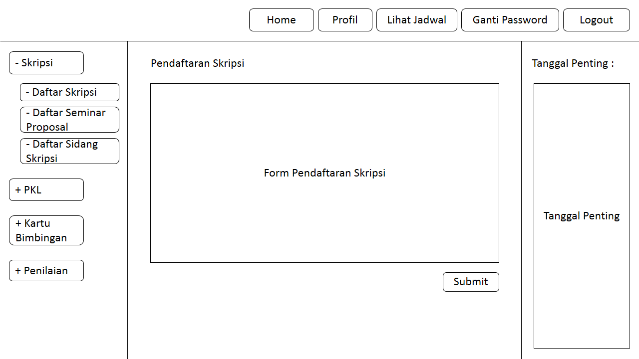 Home
Profil
Lihat Jadwal
Ganti Password
Logout
- Skripsi
- Daftar Skripsi
- Daftar Seminar
Proposal
- Daftar Sidang
Skripsi
+ PKL
+ Kartu
Bimbingan
+ Penilaian
Pendaftaran Skripsi
Form Pendaftaran Skripsi
Submit
Tanggal Penting :
Tanggal Penting